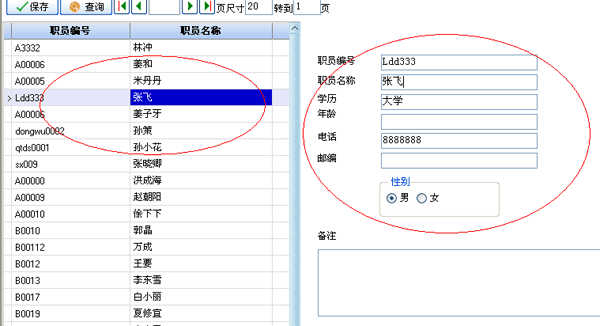 保存 查询 页尺寸 20 转到 1 页
职员编号 职员名称
A3332 林冲
A00006 姜和
A00005 米丹丹
Ldd333 张飞
A00006 姜子牙
dongwu0002 孙策
qtds0001 孙小花
sx009 张晓卿
A00000 洪成海
A00009 赵朝阳
A00010 徐下下
B0010 郭晶
B00112 万成
B0012 王要
B0013 李东雪
B0017 白小丽
B0019 夏修宜
职员编号 Ldd333
职员名称 张飞
学历 大学
年龄
电话 8888888
邮编
性别
男 女
备注